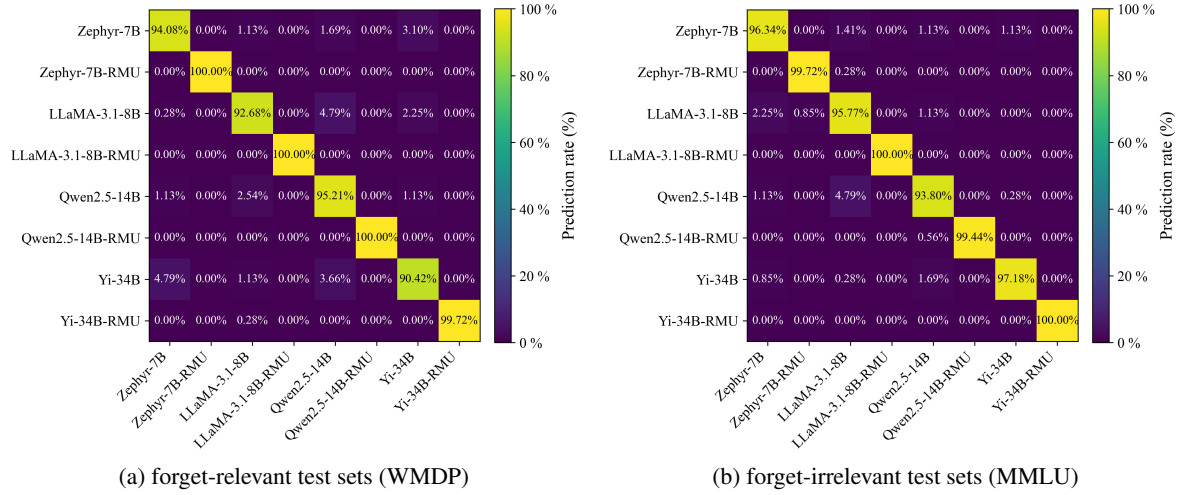 Zephyr-7B 94.08% 0.00% 1.13% 0.00% 1.69% 0.00% 3.10% 0.00%
Zephyr-7B-RMU 0.00% 100.00% 0.00% 0.00% 0.00% 0.00% 0.00% 0.00%
LLaMA-3.1-8B 0.28% 0.00% 92.68% 0.00% 4.79% 0.00% 2.25% 0.00%
LLaMA-3.1-8B-RMU 0.00% 0.00% 0.00% 100.00% 0.00% 0.00% 0.00% 0.00%
Qwen2.5-14B 1.13% 0.00% 2.54% 0.00% 95.21% 0.00% 1.13% 0.00%
Qwen2.5-14B-RMU 0.00% 0.00% 0.00% 0.00% 0.00% 100.00% 0.00% 0.00%
Yi-34B 4.79% 0.00% 1.13% 0.00% 3.66% 0.00% 90.42% 0.00%
Yi-34B-RMU 0.00% 0.00% 0.28% 0.00% 0.00% 0.00% 0.00% 99.72%
Zephyr-7B
Zephyr-7B-RMU
LLaMA-3.1-8B
LLaMA-3.1-8B-RMU
Qwen2.5-14B
Qwen2.5-14B-RMU
Yi-34B
Yi-34B-RMU
100 %
80 %
60 %
40 %
20 %
0 %
Prediction rate (%)
(a) forget-relevant test sets (WMDP)
Zephyr-7B 96.34% 0.00% 1.41% 0.00% 1.13% 0.00% 1.13% 0.00%
Zephyr-7B-RMU 0.00% 99.72% 0.28% 0.00% 0.00% 0.00% 0.00% 0.00%
LLaMA-3.1-8B 2.25% 0.85% 95.77% 0.00% 1.13% 0.00% 0.00% 0.00%
LLaMA-3.1-8B-RMU 0.00% 0.00% 0.00% 100.00% 0.00% 0.00% 0.00% 0.00%
Qwen2.5-14B 1.13% 0.00% 4.79% 0.00% 93.80% 0.00% 0.28% 0.00%
Qwen2.5-14B-RMU 0.00% 0.00% 0.00% 0.00% 0.56% 99.44% 0.00% 0.00%
Yi-34B 0.85% 0.00% 0.28% 0.00% 1.69% 0.00% 97.18% 0.00%
Yi-34B-RMU 0.00% 0.00% 0.00% 0.00% 0.00% 0.00% 0.00% 100.00%
Zephyr-7B
Zephyr-7B-RMU
LLaMA-3.1-8B
LLaMA-3.1-8B-RMU
Qwen2.5-14B
Qwen2.5-14B-RMU
Yi-34B
Yi-34B-RMU
100 %
80 %
60 %
40 %
20 %
0 %
Prediction rate (%)
(b) forget-irrelevant test sets (MMLU)